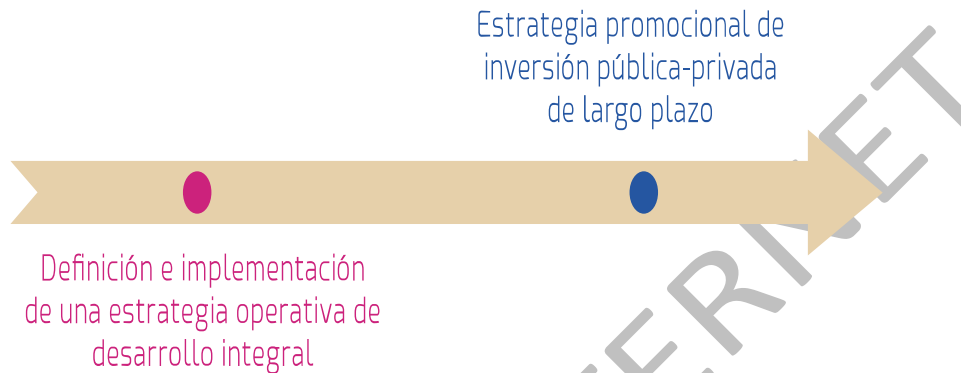 Estrategia promocional de
inversión pública-privada
de largo plazo
Definición e implementación
de una estrategia operativa de
desarrollo integral